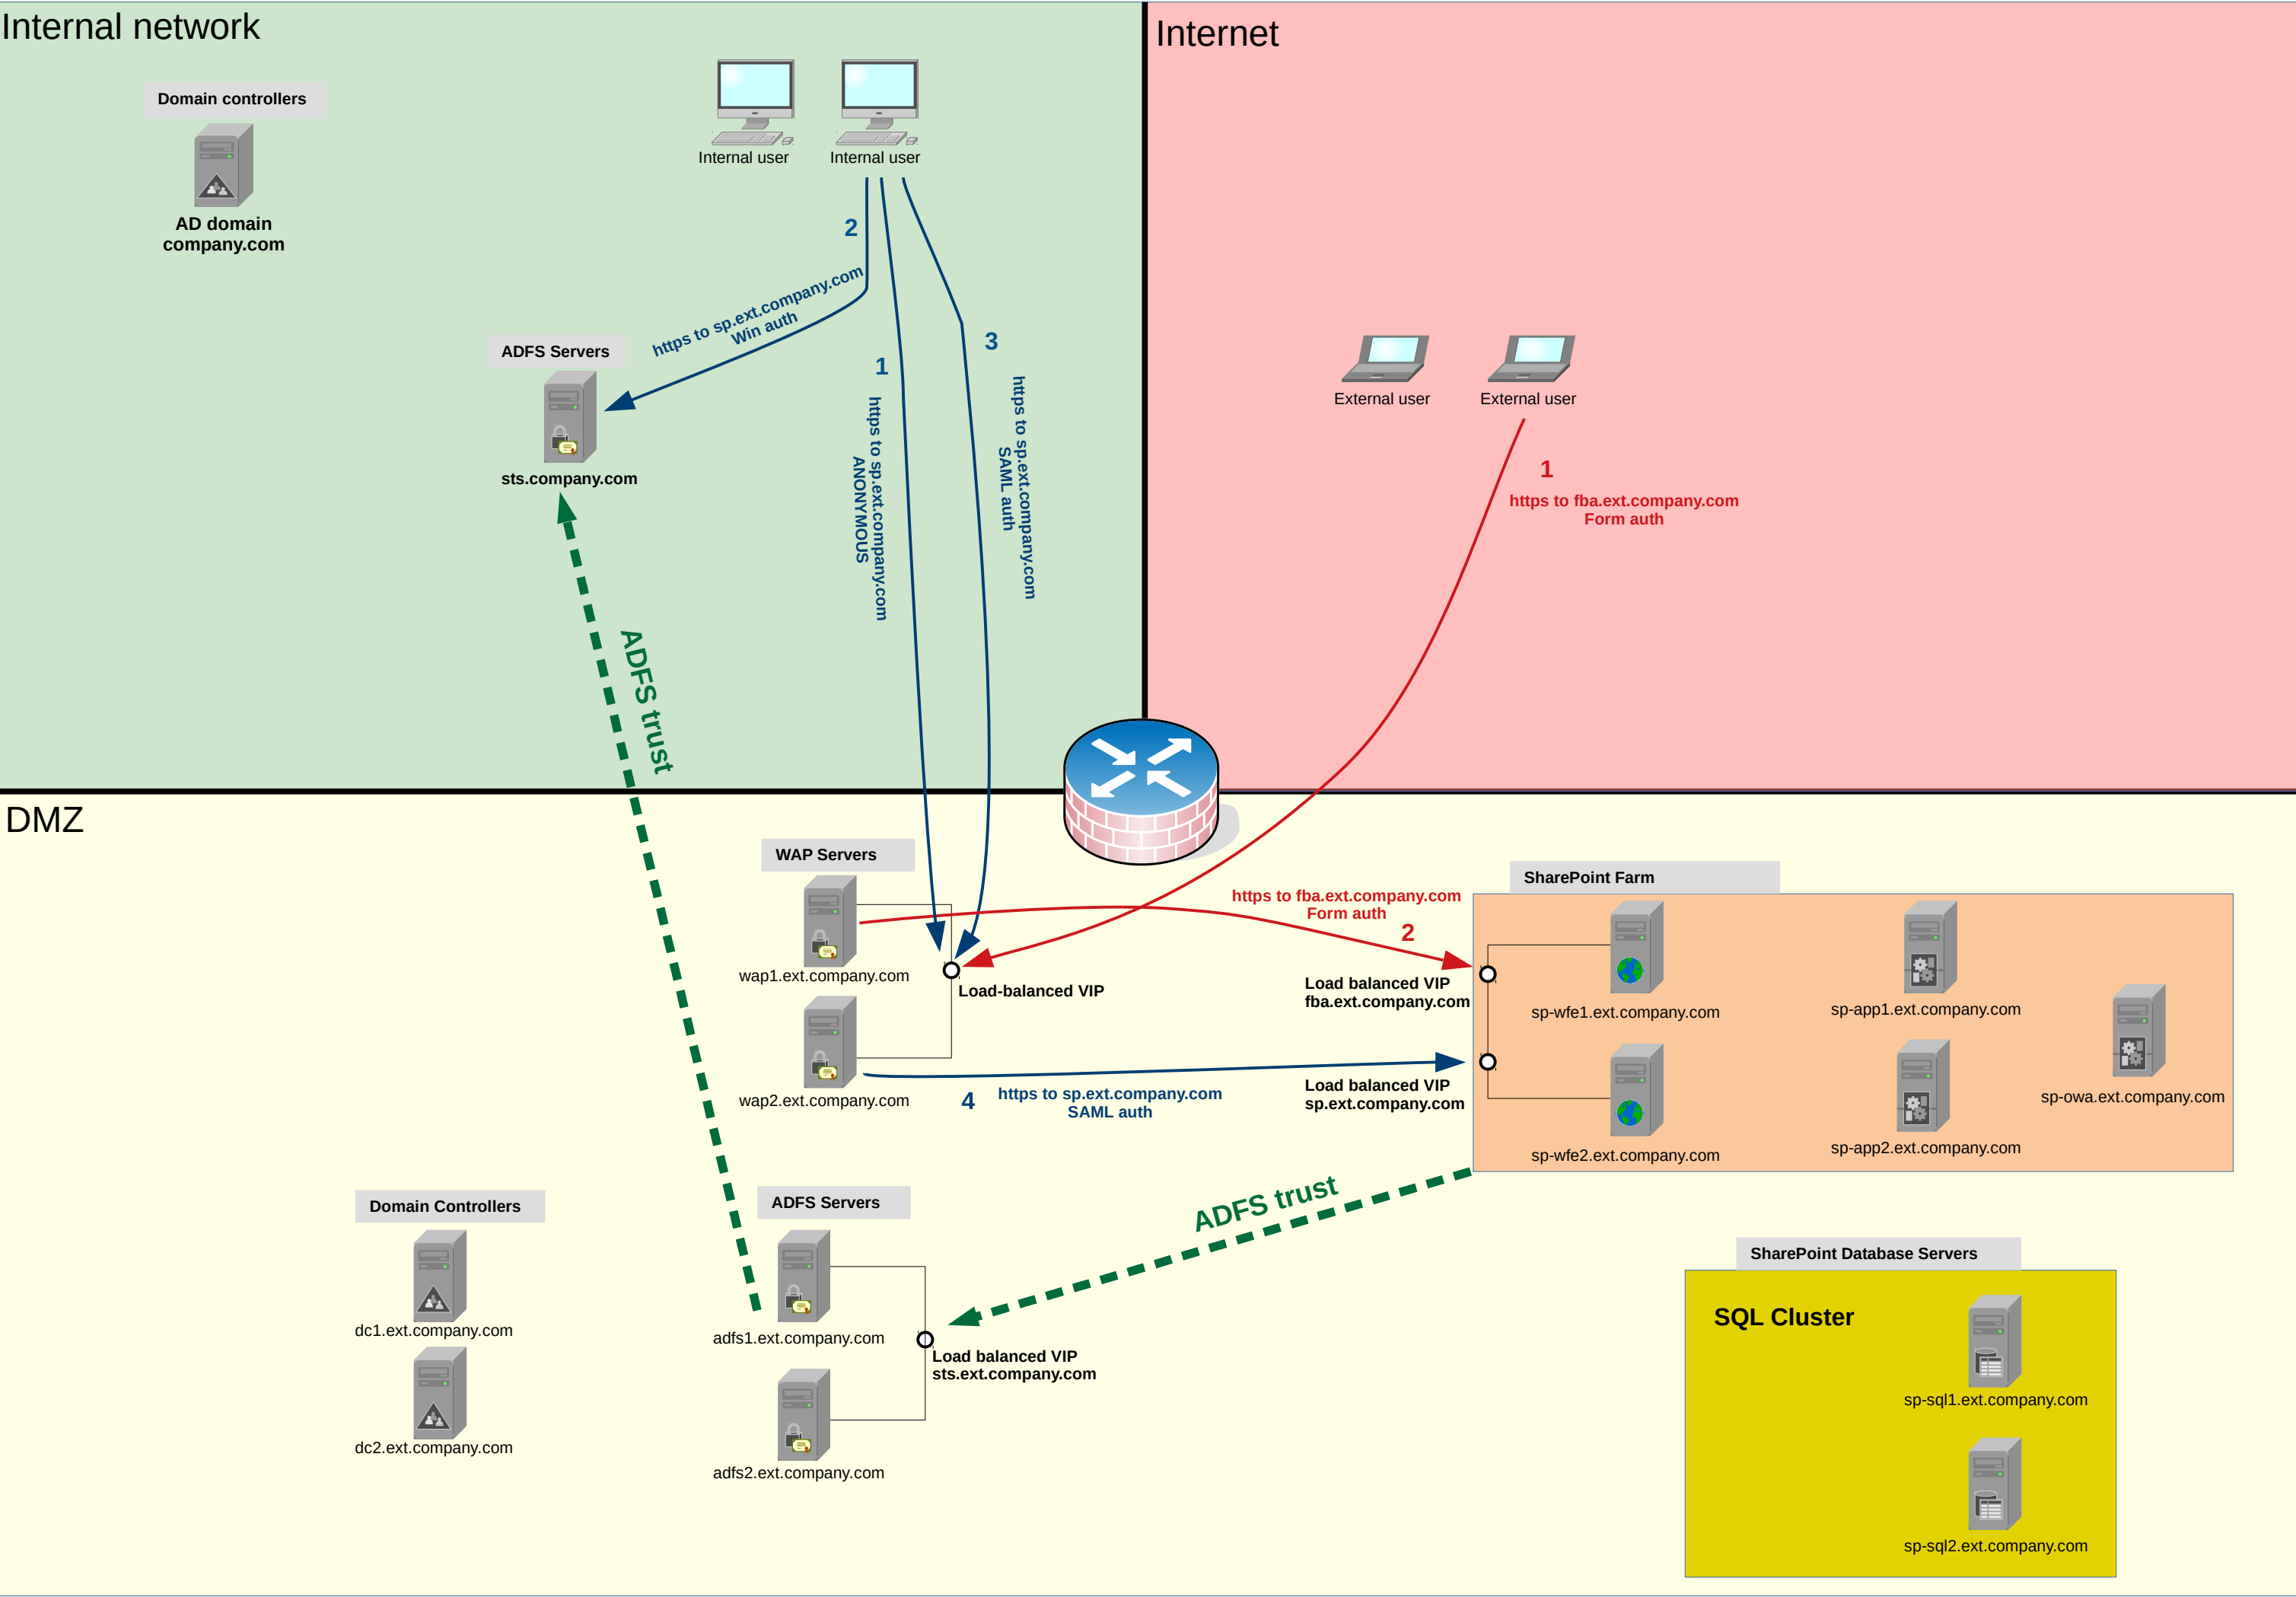 Internal network
Internet
Domain controllers
AD domain
company.com
Internal user
Internal user
2
https to sp.ext.company.com
Win auth
ADFS Servers
sts.company.com
1
https to sp.ext.company.com
ANONYMOUS
3
https to sp.ext.company.com
SAML auth
External user
External user
1
https to fba.ext.company.com
Form auth
ADFS trust
DMZ
WAP Servers
wap1.ext.company.com
Load-balanced VIP
wap2.ext.company.com
https to fba.ext.company.com
Form auth
2
4
https to sp.ext.company.com
SAML auth
SharePoint Farm
Load balanced VIP
fba.ext.company.com
Load balanced VIP
sp.ext.company.com
sp-wfe1.ext.company.com
sp-app1.ext.company.com
sp-owa.ext.company.com
sp-wfe2.ext.company.com
sp-app2.ext.company.com
ADFS trust
Domain Controllers
dc1.ext.company.com
dc2.ext.company.com
ADFS Servers
adfs1.ext.company.com
Load balanced VIP
sts.ext.company.com
adfs2.ext.company.com
SharePoint Database Servers
SQL Cluster
sp-sql1.ext.company.com
sp-sql2.ext.company.com